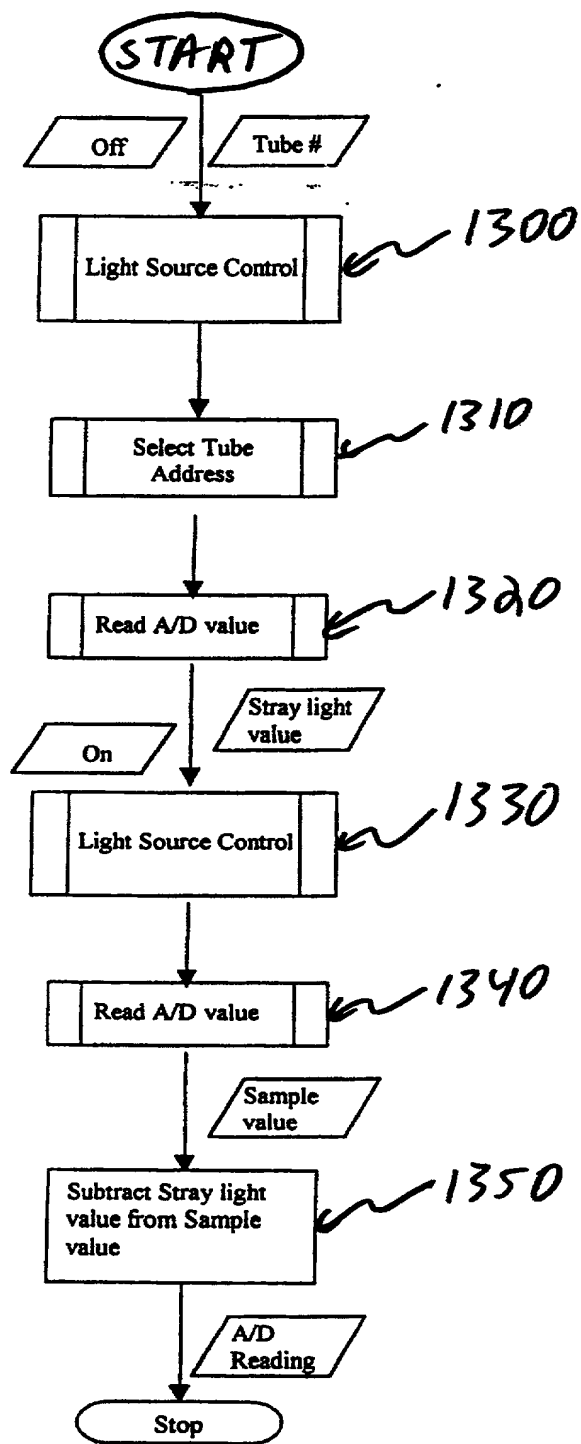 START
Off
Tube #
Light Source Control
1300
Select Tube
Address
1310
Read A/D value
1320
Stray light
value
On
Light Source Control
1330
Read A/D value
1340
Sample
value
Subtract Stray light
value from Sample
value
1350
A/D
Reading
Stop